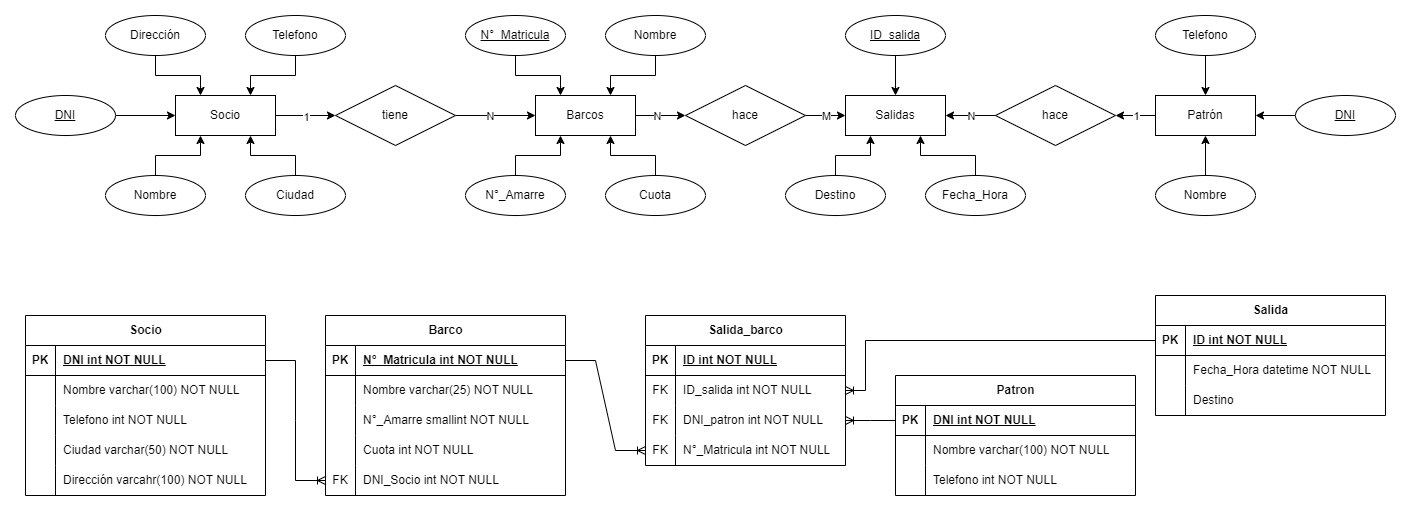 Dirección
Telefono
N°_Matricula
Nombre
ID_salida
Telefono
DNI
Socio
1
tiene
N
Barcos
N
hace
M
Salidas
N
hace
1
Patrón
DNI
Nombre
Ciudad
N°_Amarre
Cuota
Destino
Fecha_Hora
Nombre
Socio
PK DNI int NOT NULL
Nombre varchar(100) NOT NULL
Telefono int NOT NULL
Ciudad varchar(50) NOT NULL
Dirección varcahr(100) NOT NULL
Barco
PK N°_Matricula int NOT NULL
Nombre varchar(25) NOT NULL
N°_Amarre smallint NOT NULL
Cuota int NOT NULL
FK DNI_Socio int NOT NULL
Salida_barco
PK ID int NOT NULL
FK ID_salida int NOT NULL
FK DNI_patron int NOT NULL
FK N°_Matricula int NOT NULL
Patron
PK DNI int NOT NULL
Nombre varchar(100) NOT NULL
Telefono int NOT NULL
Salida
PK ID int NOT NULL
Fecha_Hora datetime NOT NULL
Destino